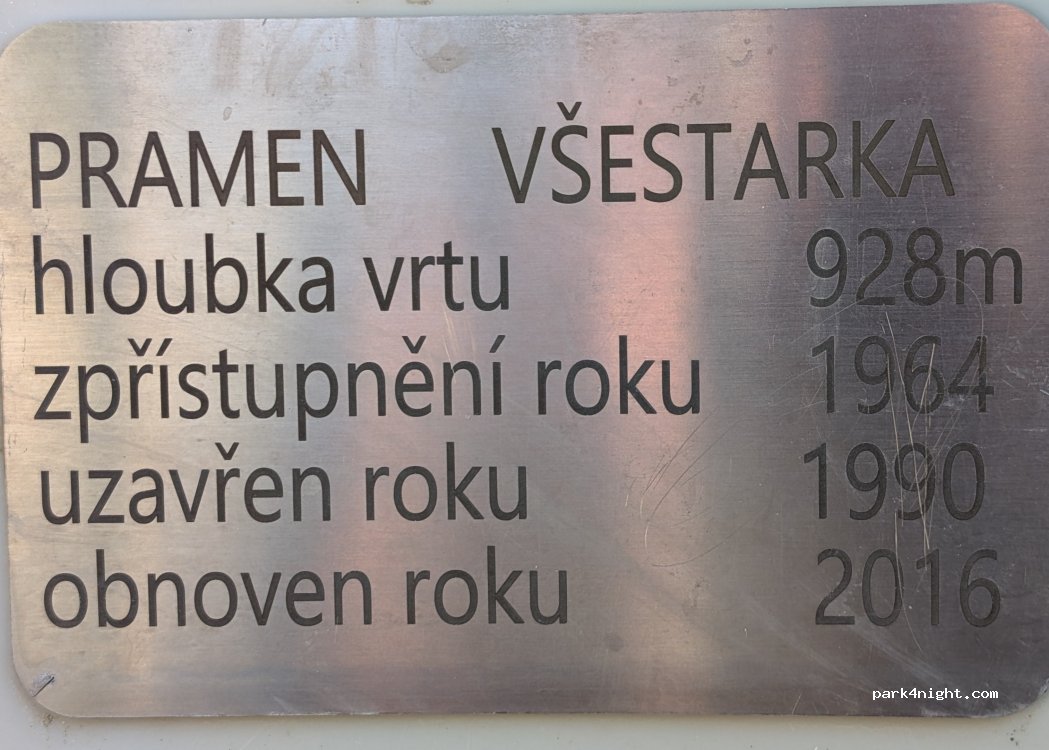 PRAMEN VŠESTARKA
hloubka vrtu 928m
zpřístupnění roku 1964
uzavřen roku 1990
obnoven roku 2016
park4night.com